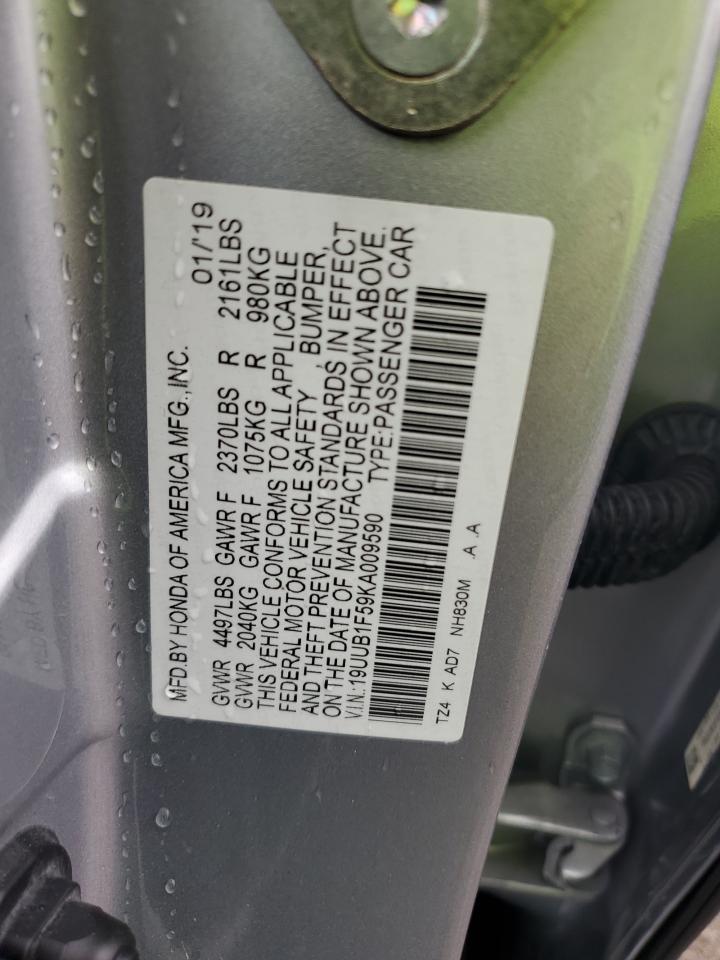 MFD.BY HONDA OF AMERICA MFG.,INC. 01/'19
GVWR 4497LBS GAWR F 2370LBS R 2161LBS
GVWR 2040KG GAWR F 1075KG R 980KG
THIS VEHICLE CONFORMS TO ALL APPLICABLE
FEDERAL MOTOR VEHICLE SAFETY , BUMPER,
AND THEFT PREVENTION STANDARDS IN EFFECT
ON THE DATE OF MANUFACTURE SHOWN ABOVE.
V.I.N.:19UUB1F59KA009590 TYPE:PASSENGER CAR
TZ4 K AD7 NH830M .A .A